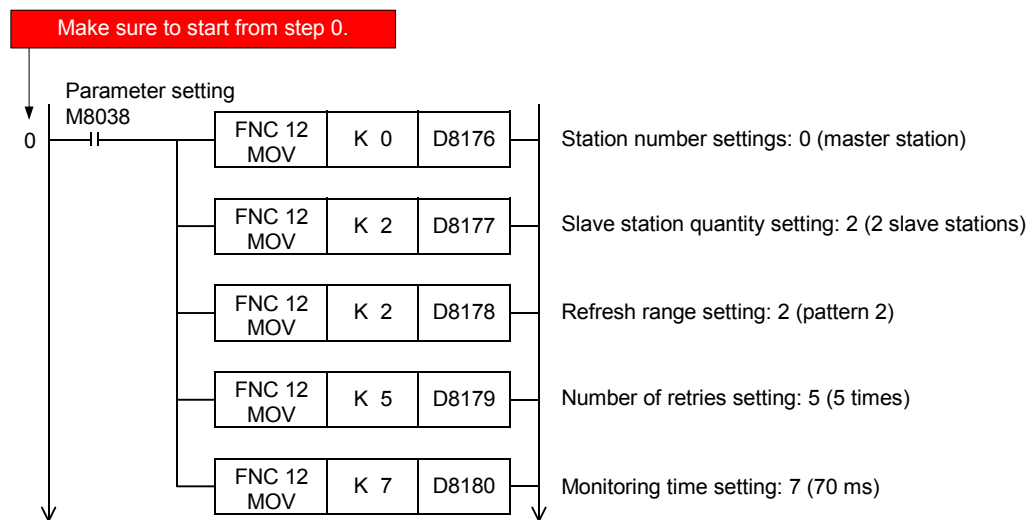 Make sure to start from step 0.
Parameter setting
M8038
0
FNC 12
MOV
K 0
D8176
Station number settings: 0 (master station)
FNC 12
MOV
K 2
D8177
Slave station quantity setting: 2 (2 slave stations)
FNC 12
MOV
K 2
D8178
Refresh range setting: 2 (pattern 2)
FNC 12
MOV
K 5
D8179
Number of retries setting: 5 (5 times)
FNC 12
MOV
K 7
D8180
Monitoring time setting: 7 (70 ms)